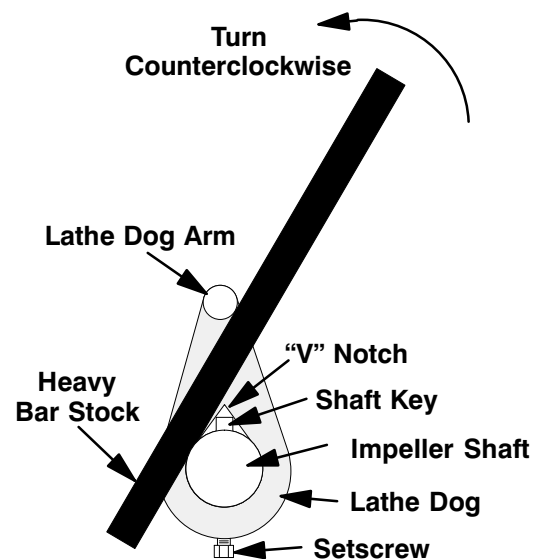 Turn
Counterclockwise
Lathe Dog Arm
“V” Notch
Heavy
Bar Stock
Shaft Key
Impeller Shaft
Lathe Dog
Setscrew